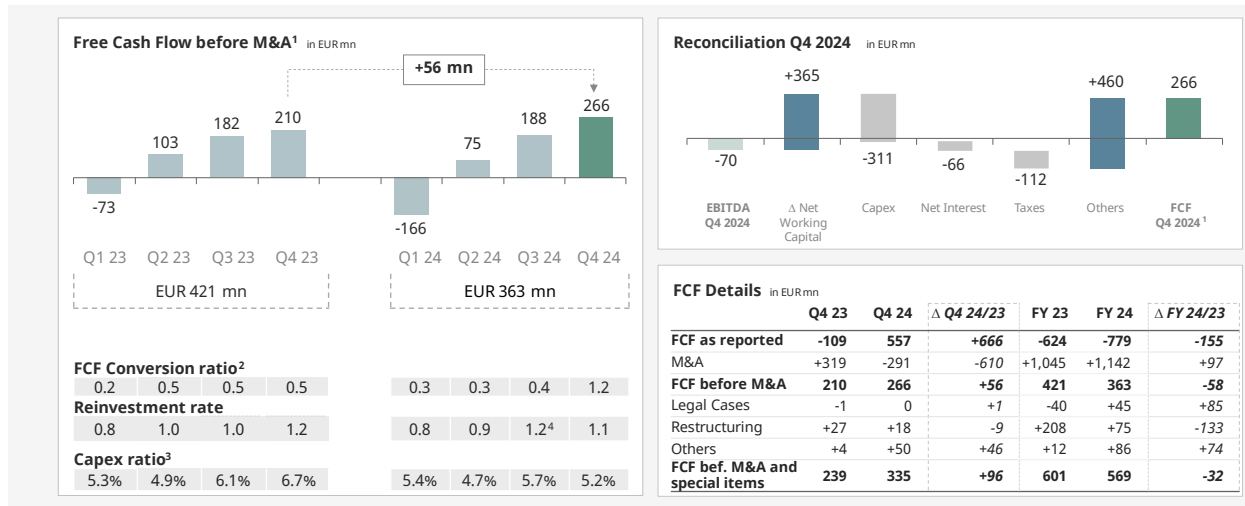 Free Cash Flow before M&A¹ in EUR mn
+56 mn
-73 103 182 210 -166 75 188 266
Q1 23 Q2 23 Q3 23 Q4 23 Q1 24 Q2 24 Q3 24 Q4 24
EUR 421 mn EUR 363 mn
FCF Conversion ratio²
0.2 0.5 0.5 0.5 0.3 0.3 0.4 1.2
Reinvestment rate
0.8 1.0 1.0 1.2 0.8 0.9 1.2⁴ 1.1
Capex ratio³
5.3% 4.9% 6.1% 6.7% 5.4% 4.7% 5.7% 5.2%
Reconciliation Q4 2024 in EUR mn
-70 +365 -311 -66 -112 +460 266
EBITDA Δ Net Capex Net Interest Taxes Others FCF
Q4 2024 Working Q4 2024¹
Capital
FCF Details in EUR mn
Q4 23 Q4 24 Δ Q4 24/23 FY 23 FY 24 Δ FY 24/23
FCF as reported -109 557 +666 -624 -779 -155
M&A +319 -291 -610 +1,045 +1,142 +97
FCF before M&A 210 266 +56 421 363 -58
Legal Cases -1 0 +1 -40 +45 +85
Restructuring +27 +18 -9 +208 +75 -133
Others +4 +50 +46 +12 +86 +74
FCF bef. M&A and
special items 239 335 +96 601 569 -32